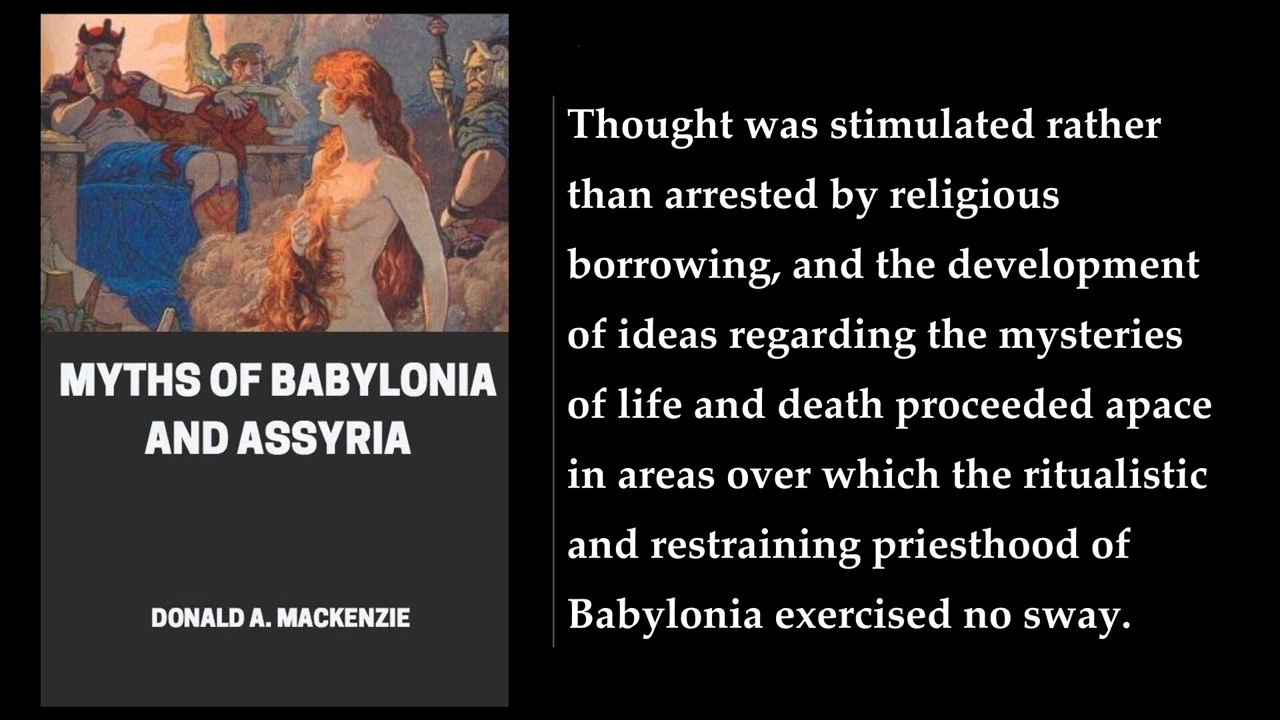 MYTHS OF BABYLONIA
AND ASSYRIA
DONALD A. MACKENZIE
Thought was stimulated rather
than arrested by religious
borrowing, and the development
of ideas regarding the mysteries
of life and death proceeded apace
in areas over which the ritualistic
and restraining priesthood of
Babylonia exercised no sway.